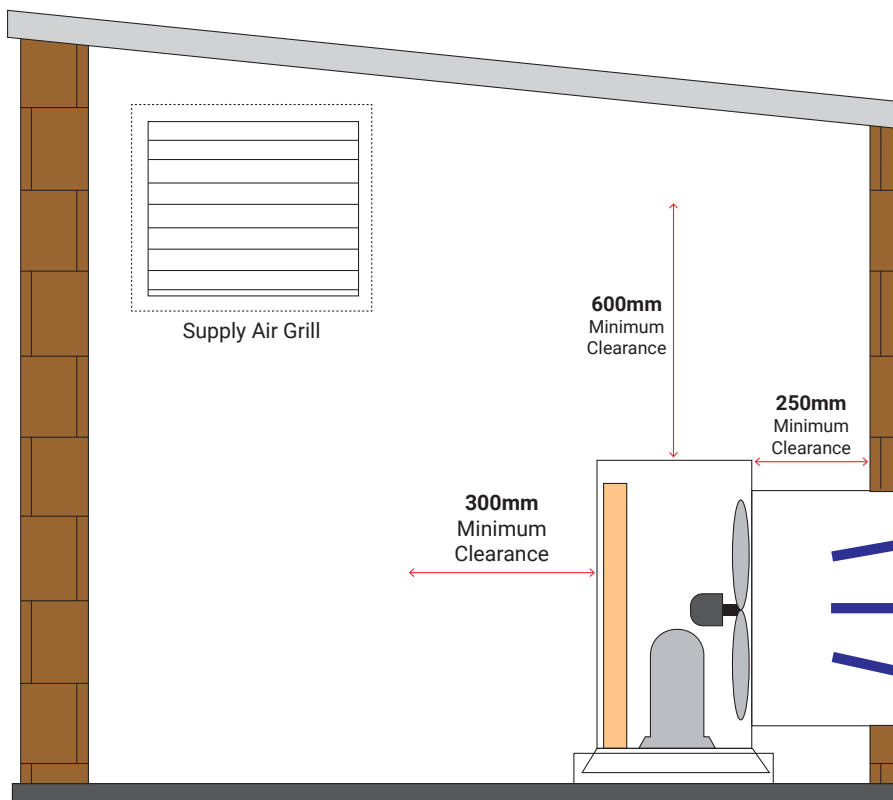 Supply Air Grill
600mm
Minimum
Clearance
250mm
Minimum
Clearance
300mm
Minimum
Clearance